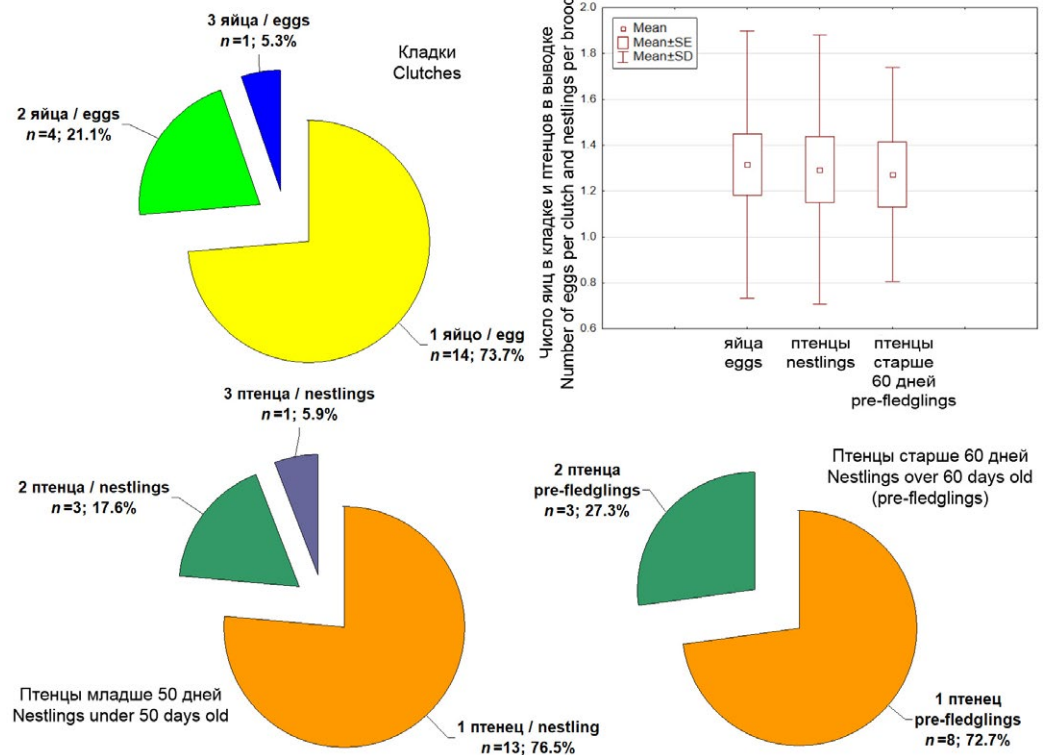 3 яйца / eggs
n=1; 5.3%
Кладки
Clutches
2 яйца / eggs
n=4; 21.1%
1 яйцо / egg
n=14; 73.7%
Число яиц в кладке и птенцов в выводке
Number of eggs per clutch and nestlings per brood
2.0
1.8
1.6
1.4
1.2
1.0
0.8
0.6
Mean
Mean±SE
Mean±SD
яйца
eggs
птенцы
nestlings
птенцы
старше
60 дней
pre-fledglings
3 птенца / nestlings
n=1; 5.9%
2 птенца / nestlings
n=3; 17.6%
Птенцы младше 50 дней
Nestlings under 50 days old
1 птенец / nestling
n=13; 76.5%
Птенцы старше 60 дней
Nestlings over 60 days old
(pre-fledglings)
2 птенца
pre-fledglings
n=3; 27.3%
1 птенец
pre-fledglings
n=8; 72.7%